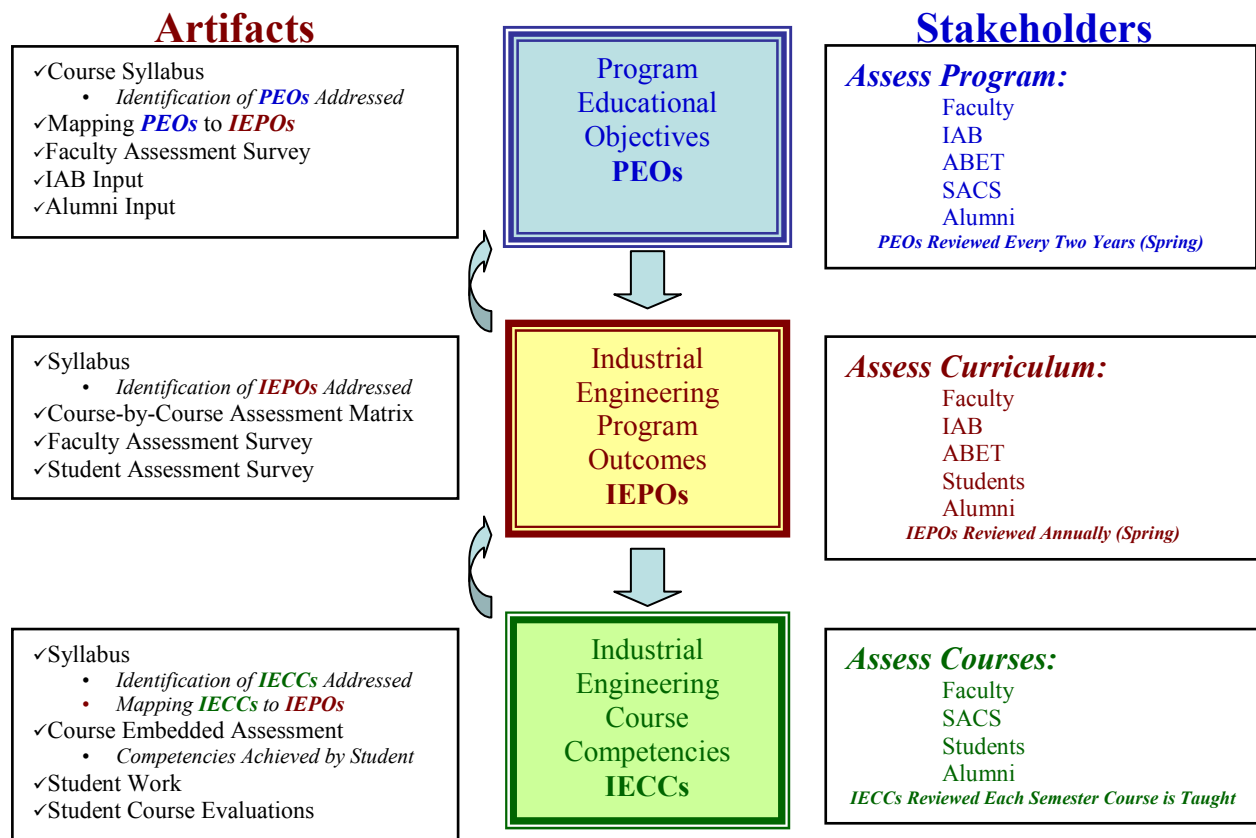 Artifacts
✓Course Syllabus
• Identification of PEOs Addressed
✓Mapping PEOs to IEPOs
✓Faculty Assessment Survey
✓IAB Input
✓Alumni Input
Program
Educational
Objectives
PEOs
Stakeholders
Assess Program:
Faculty
IAB
ABET
SACS
Alumni
PEOs Reviewed Every Two Years (Spring)
✓Syllabus
• Identification of IEPOs Addressed
✓Course-by-Course Assessment Matrix
✓Faculty Assessment Survey
✓Student Assessment Survey
Industrial
Engineering
Program
Outcomes
IEPOs
Assess Curriculum:
Faculty
IAB
ABET
Students
Alumni
IEPOs Reviewed Annually (Spring)
✓Syllabus
• Identification of IECCs Addressed
• Mapping IECCs to IEPOs
✓Course Embedded Assessment
• Competencies Achieved by Student
✓Student Work
✓Student Course Evaluations
Industrial
Engineering
Course
Competencies
IECCs
Assess Courses:
Faculty
SACS
Students
Alumni
IECCs Reviewed Each Semester Course is Taught